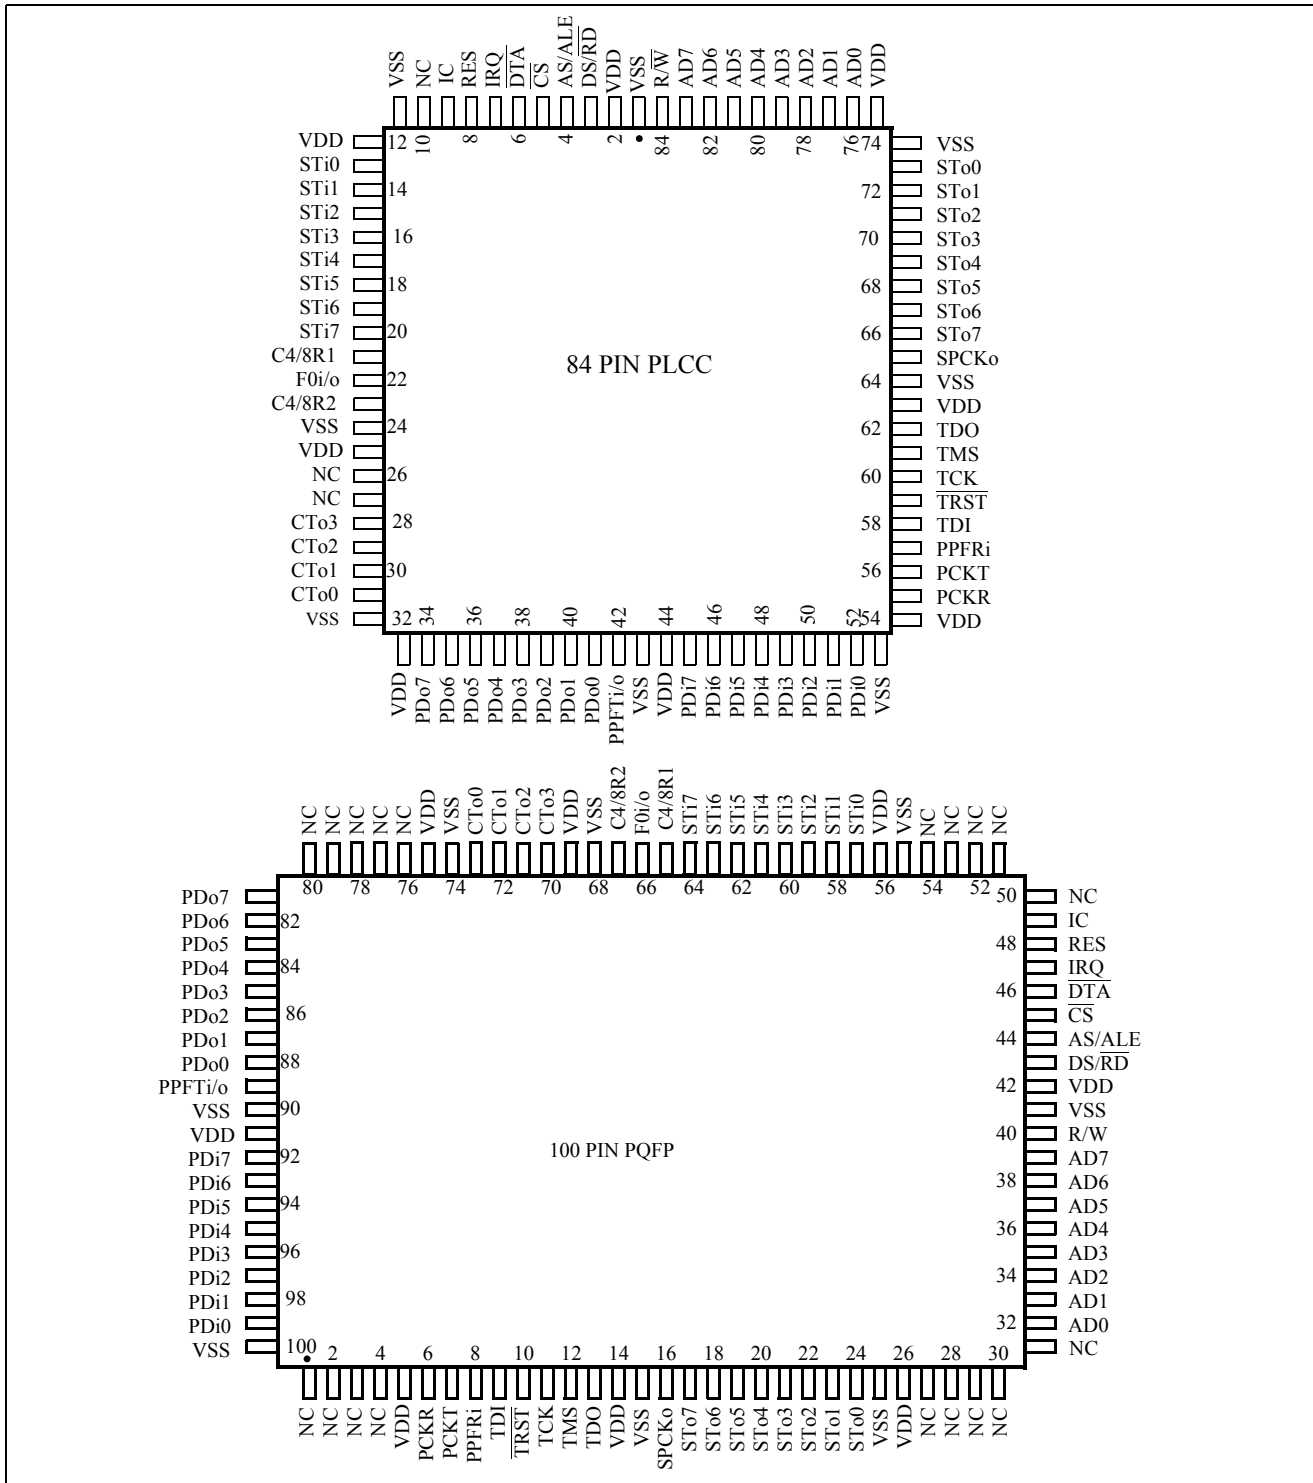 VSS
NC
IC
RES
IRQ
DTA
CS
AS/ALE
DS/RD
VDD
VSS
R/W
AD7
AD6
AD5
AD4
AD3
AD2
AD1
AD0
VDD
12
10
8
6
4
2
84
82
80
78
76
74
VDD
STi0
STi1
STi2
STi3
STi4
STi5
STi6
STi7
C4/8R1
F0i/o
C4/8R2
VSS
VDD
NC
NC
CTo3
CTo2
CTo1
CTo0
VSS
14
16
18
20
22
24
26
28
30
84 PIN PLCC
72
70
68
66
64
62
60
58
56
VSS
STo0
STo1
STo2
STo3
STo4
STo5
STo6
STo7
SPCKo
VSS
VDD
TDO
TMS
TCK
TRST
TDI
PPFRi
PCKT
PCKR
VDD
32
34
36
38
40
42
44
46
48
50
52
54
VDD
PDo7
PDo6
PDo5
PDo4
PDo3
PDo2
PDo1
PDo0
PPFTi/o
VSS
VDD
PDi7
PDi6
PDi5
PDi4
PDi3
PDi2
PDi1
PDi0
VSS
NC
NC
NC
NC
NC
VDD
VSS
CTo0
CTo1
CTo2
CTo3
VDD
VSS
C4/8R2
F0i/o
C4/8R1
STi7
STi6
STi5
STi4
STi3
STi2
STi1
STi0
VDD
VSS
NC
NC
NC
NC
80
78
76
74
72
70
68
66
64
62
60
58
56
54
52
50
PDo7
PDo6
PDo5
PDo4
PDo3
PDo2
PDo1
PDo0
PPFTi/o
VSS
VDD
PDi7
PDi6
PDi5
PDi4
PDi3
PDi2
PDi1
PDi0
VSS
82
84
86
88
90
92
94
96
98
100 PIN PQFP
48
46
44
42
40
38
36
34
32
NC
IC
RES
IRQ
DTA
CS
AS/ALE
DS/RD
VDD
VSS
R/W
AD7
AD6
AD5
AD4
AD3
AD2
AD1
AD0
NC
100
2
4
6
8
10
12
14
16
18
20
22
24
26
28
30
NC
NC
NC
NC
VDD
PCKR
PCKT
PPFRi
TDI
TRST
TCK
TMS
TDO
VDD
VSS
SPCKo
STo7
STo6
STo5
STo4
STo3
STo2
STo1
STo0
VSS
VDD
NC
NC
NC
NC